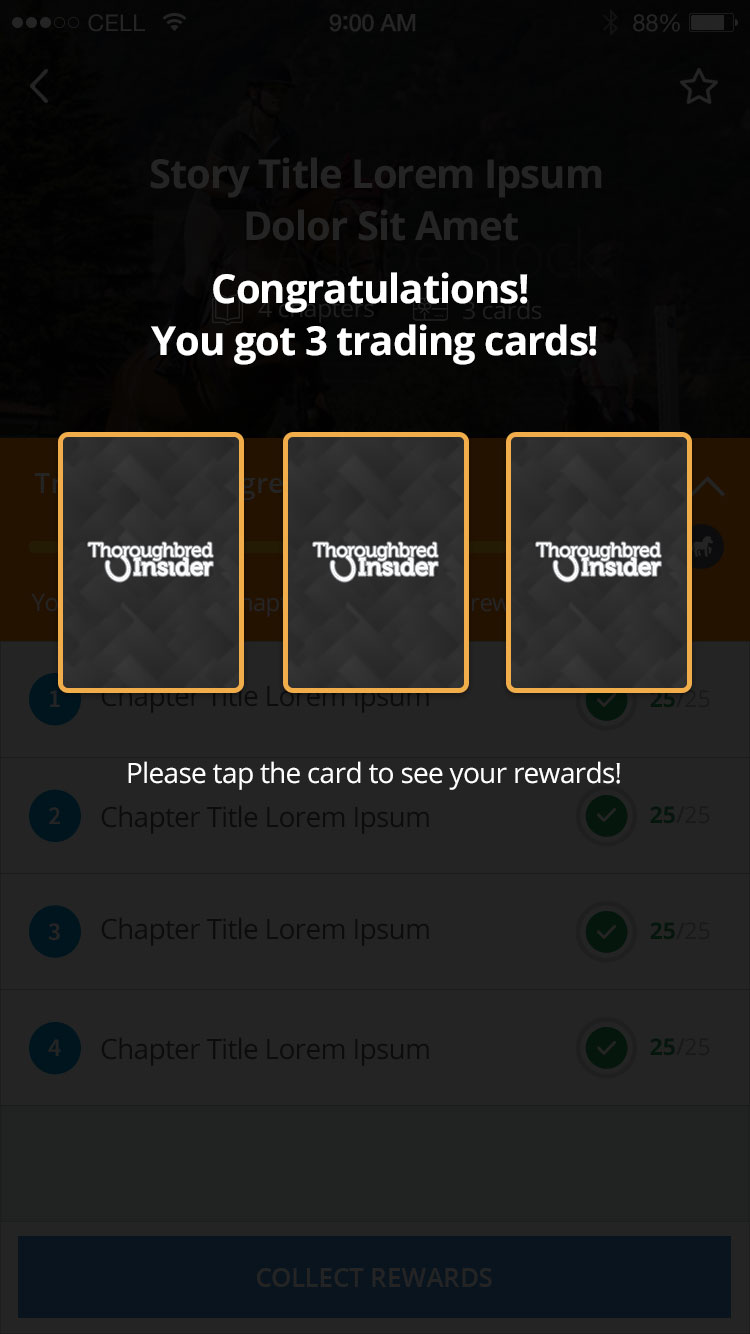 CELL
9:00 AM
88%
Story Title Lorem Ipsum
Dolor Sit Amet
Congratulations!
4 chapters
3 cards
You got 3 trading cards!
Thoroughbred
Insider
Thoroughbred
Insider
Thoroughbred
Insider
1
Chapter Title Lorem Ipsum
25/25
Please tap the card to see your rewards!
2
Chapter Title Lorem Ipsum
25/25
3
Chapter Title Lorem Ipsum
25/25
4
Chapter Title Lorem Ipsum
25/25
COLLECT REWARDS